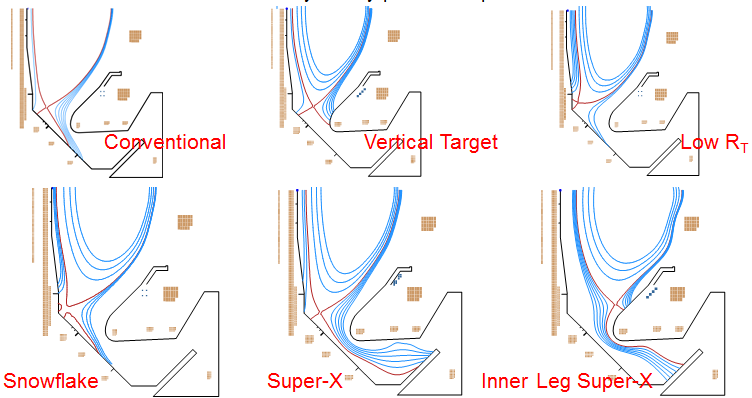 Conventional
Vertical Target
Low R_T
Snowflake
Super-X
Inner Leg Super-X